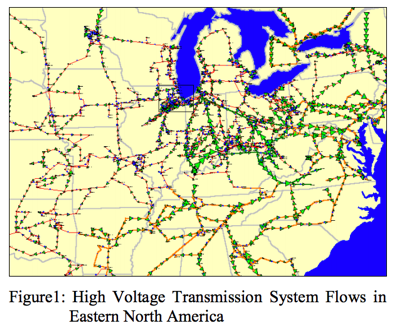 Figure1: High Voltage Transmission System Flows in
Eastern North America